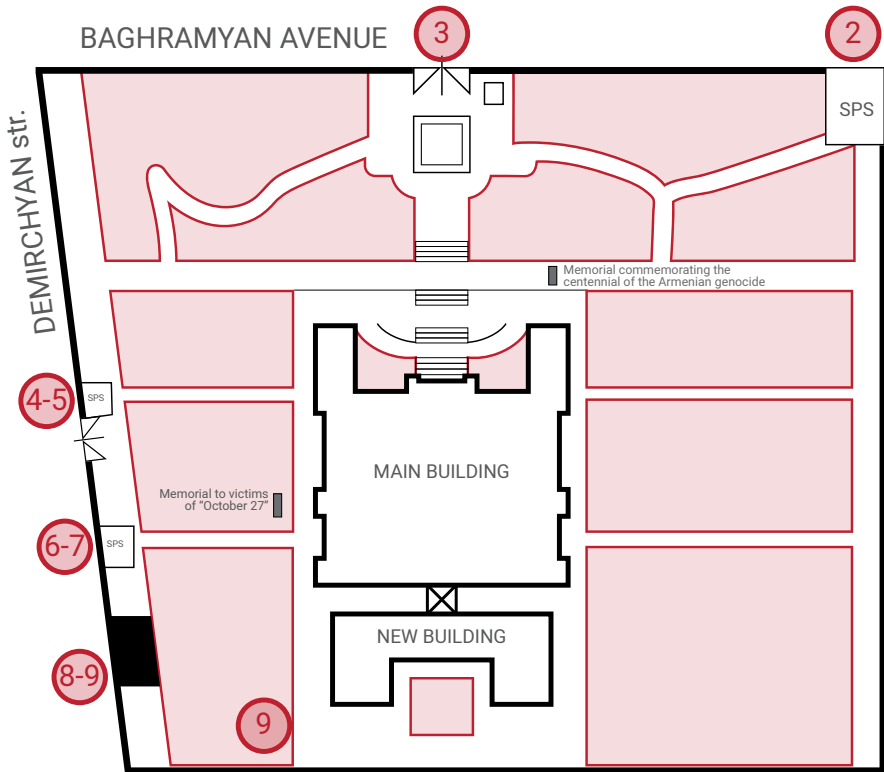 BAGHRAMYAN AVENUE
3
2
SPS
DEMIRCHYAN str.
Memorial commemorating the
centennial of the Armenian genocide
4-5
SPS
MAIN BUILDING
Memorial to victims
of “October 27”
6-7
SPS
NEW BUILDING
8-9
9